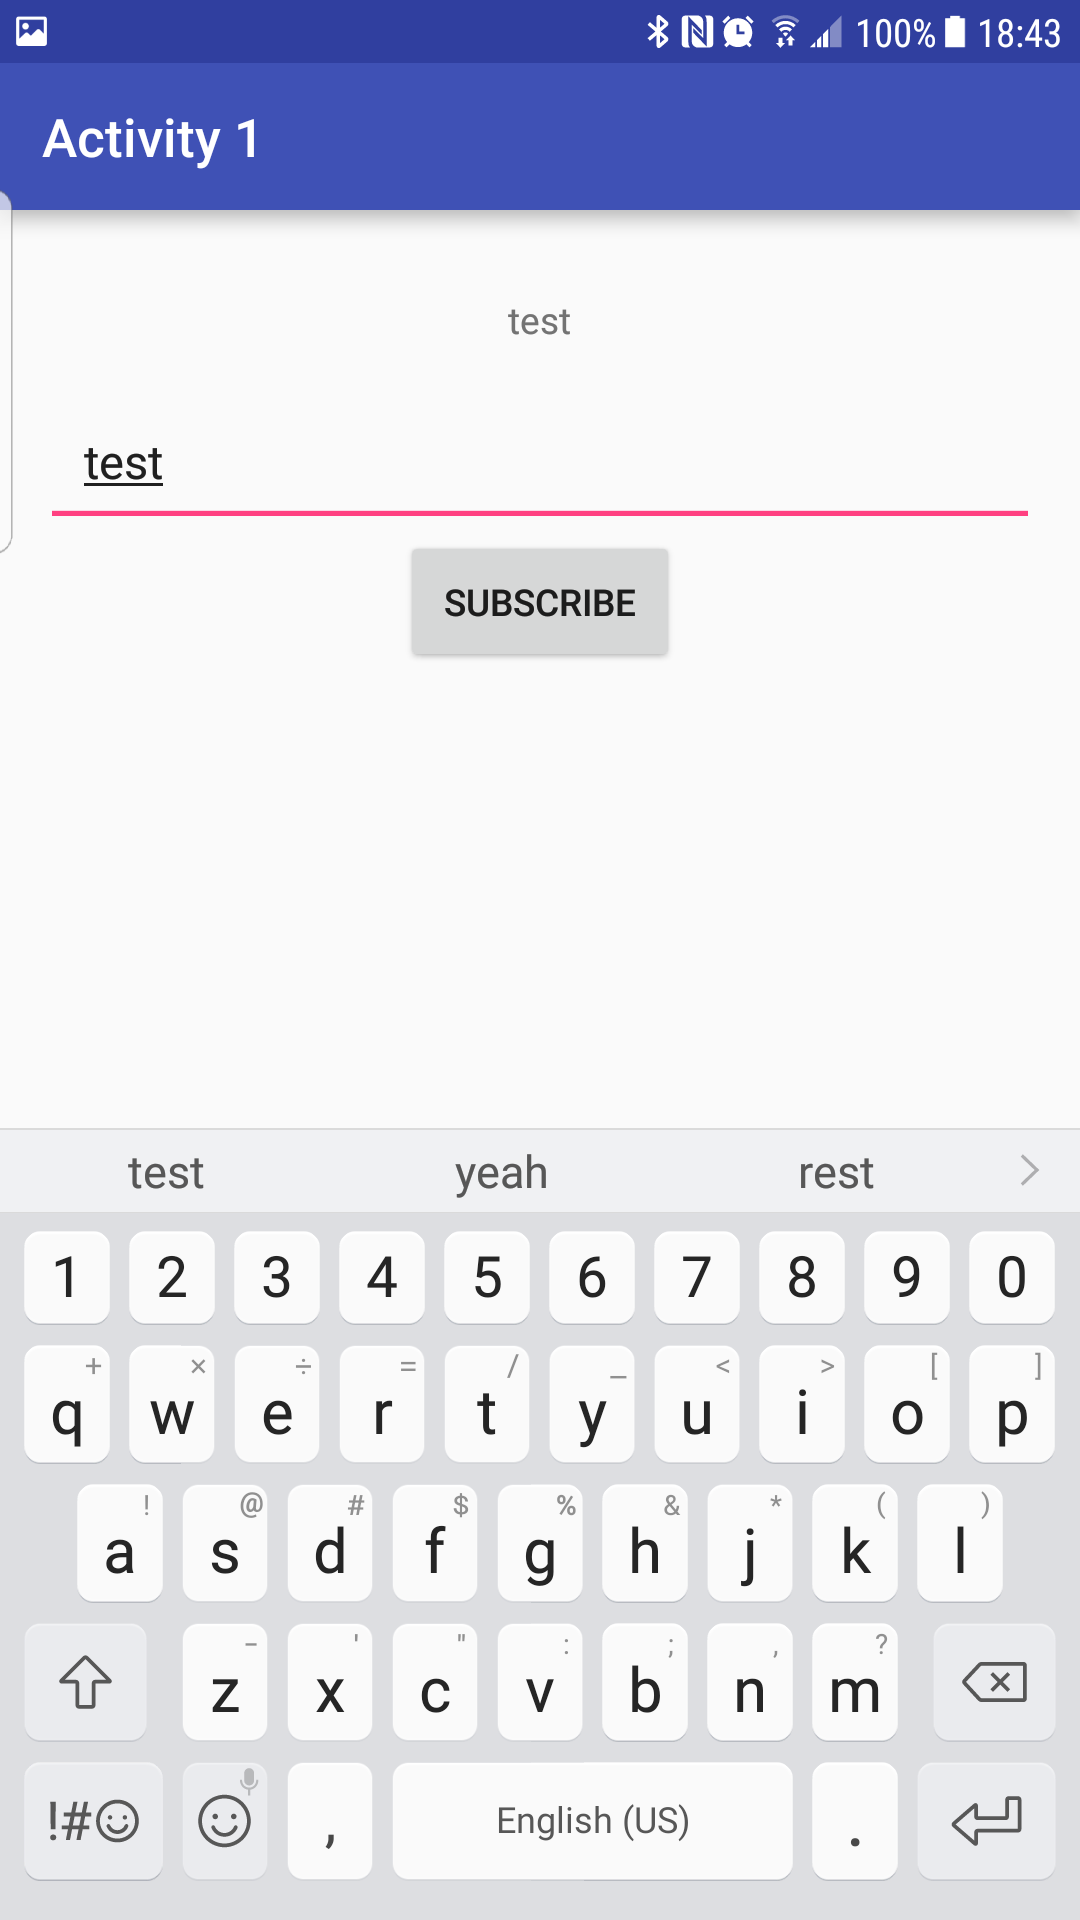 100% 18:43
Activity 1
test
test
SUBSCRIBE
test yeah rest
1 2 3 4 5 6 7 8 9 0
+ × ÷ = / _ < > [ ]
q w e r t y u i o p
! @ # $ % & * ( )
a s d f g h j k l
- ' " : ; , ?
z x c v b n m
!# , English (US) .